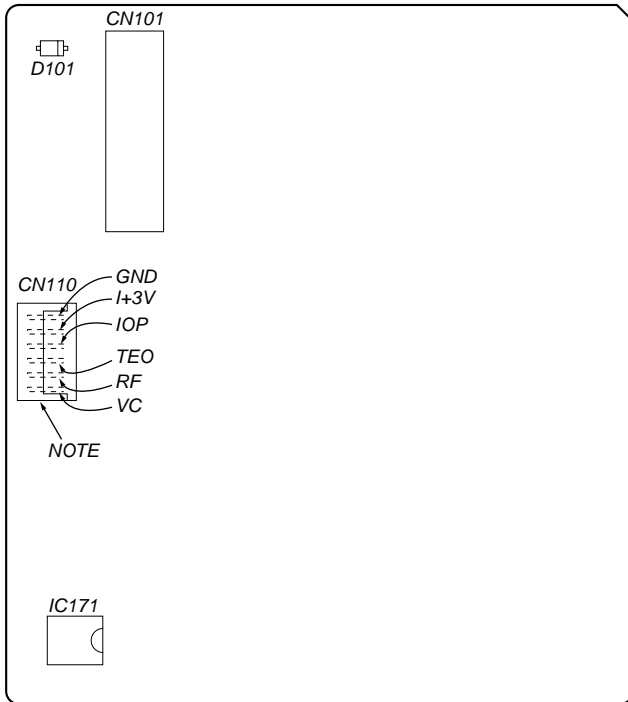 CN101
D101
CN110
GND
I+3V
IOP
TEO
RF
VC
NOTE
IC171